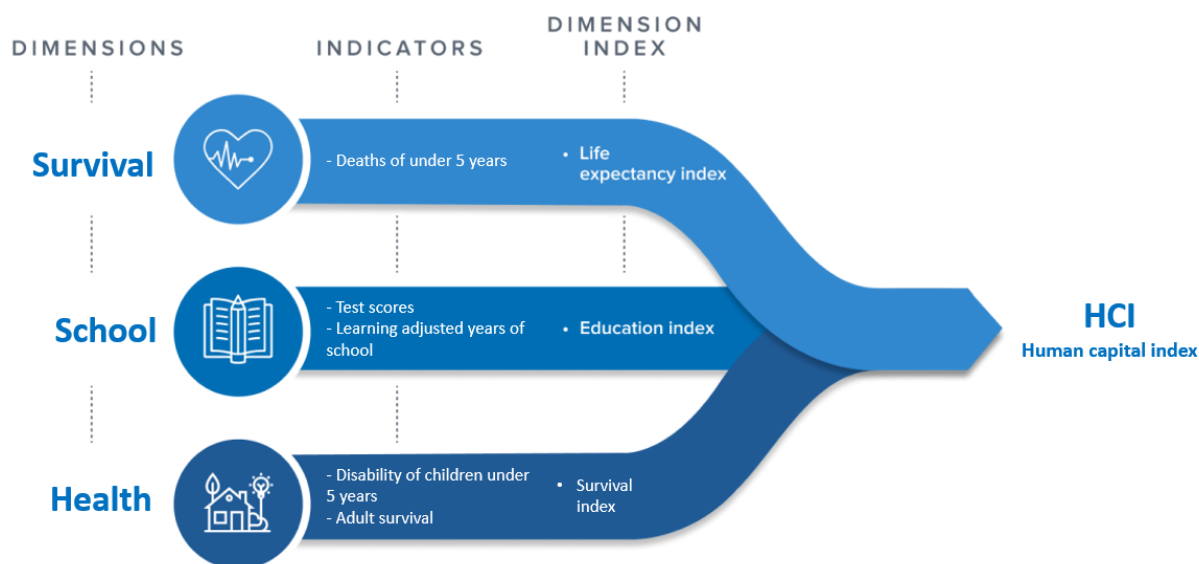 DIMENSIONS
INDICATORS
DIMENSION
INDEX
Survival
- Deaths of under 5 years
• Life
expectancy index
School
- Test scores
- Learning adjusted years of
school
• Education index
HCI
Human capital index
Health
- Disability of children under
5 years
- Adult survival
• Survival
index